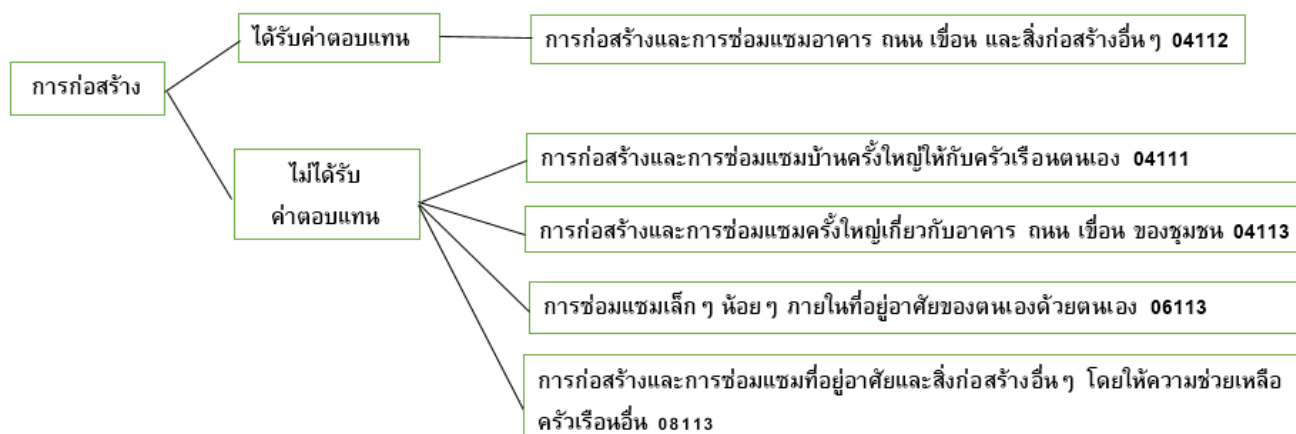 ได้รับค่าตอบแทน
การก่อสร้างและการซ่อมแซมอาคาร ถนน เขื่อน และสิ่งก่อสร้างอื่นๆ 04112
การก่อสร้าง
ไม่ได้รับ
ค่าตอบแทน
การก่อสร้างและการซ่อมแซมบ้านครั้งใหญ่ให้กับครัวเรือนตนเอง 04111
การก่อสร้างและการซ่อมแซมครั้งใหญ่เกี่ยวกับอาคาร ถนน เขื่อน ของชุมชน 04113
การซ่อมแซมเล็ก ๆ น้อย ๆ ภายในที่อยู่อาศัยของตนเองด้วยตนเอง 06113
การก่อสร้างและการซ่อมแซมที่อยู่อาศัยและสิ่งก่อสร้างอื่นๆ โดยให้ความช่วยเหลือ
ครัวเรือนอื่น 08113